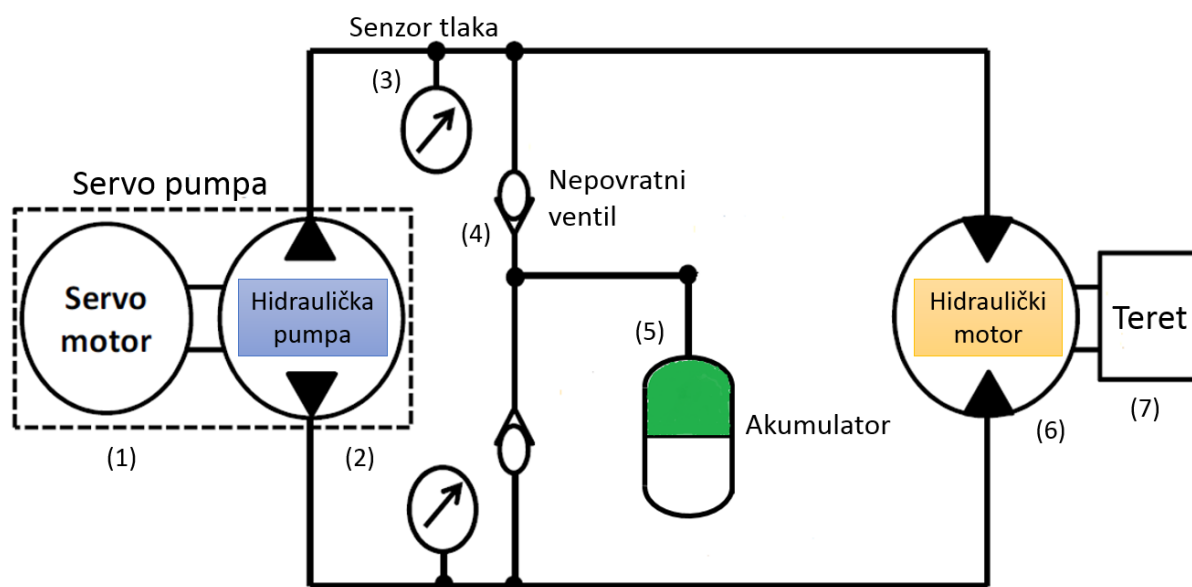 Senzor tlaka
(3)
Servo pumpa
Nepovratni
ventil
(4)
Servo
motor
Hidraulička
pumpa
(5)
Hidraulički
motor
Teret
Akumulator
(1)
(2)
(6)
(7)